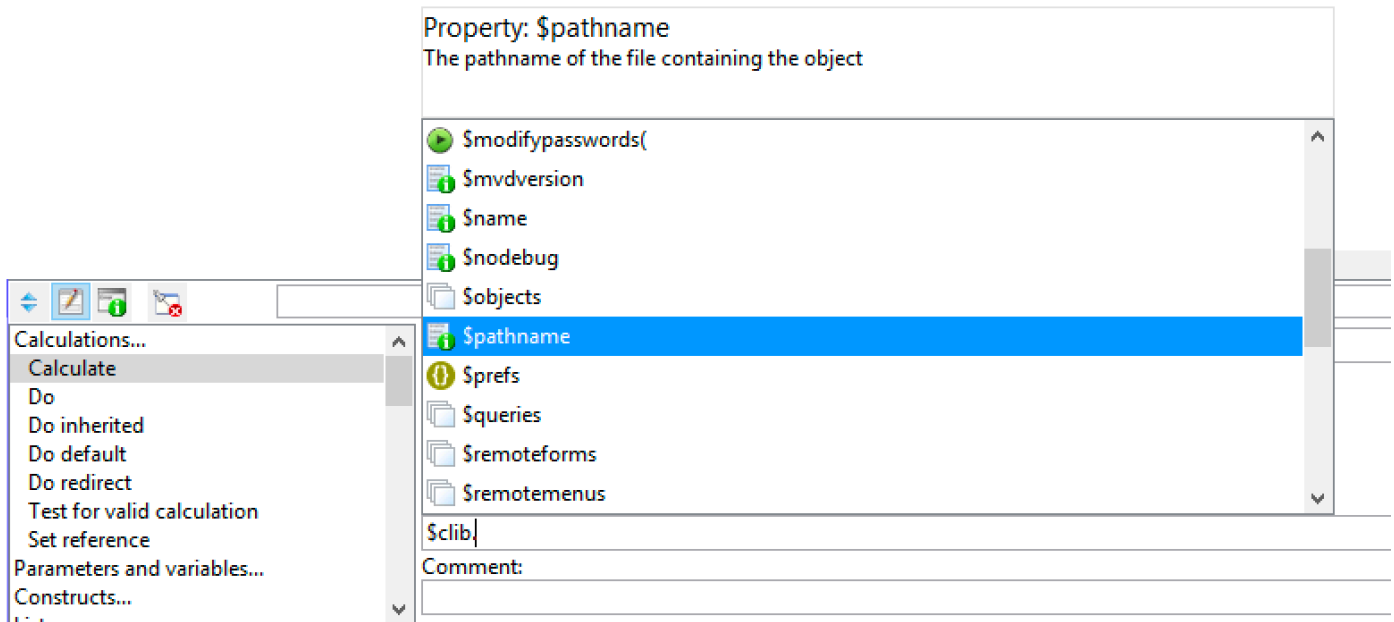 Property: $pathname
The pathname of the file containing the object
$modifypasswords(
$mvdversion
$name
$nodebug
$objects
$pathname
$prefs
$queries
$remoteforms
$remotemenus
$clib.
Comment:
Calculations...
Calculate
Do
Do inherited
Do default
Do redirect
Test for valid calculation
Set reference
Parameters and variables...
Constructs...